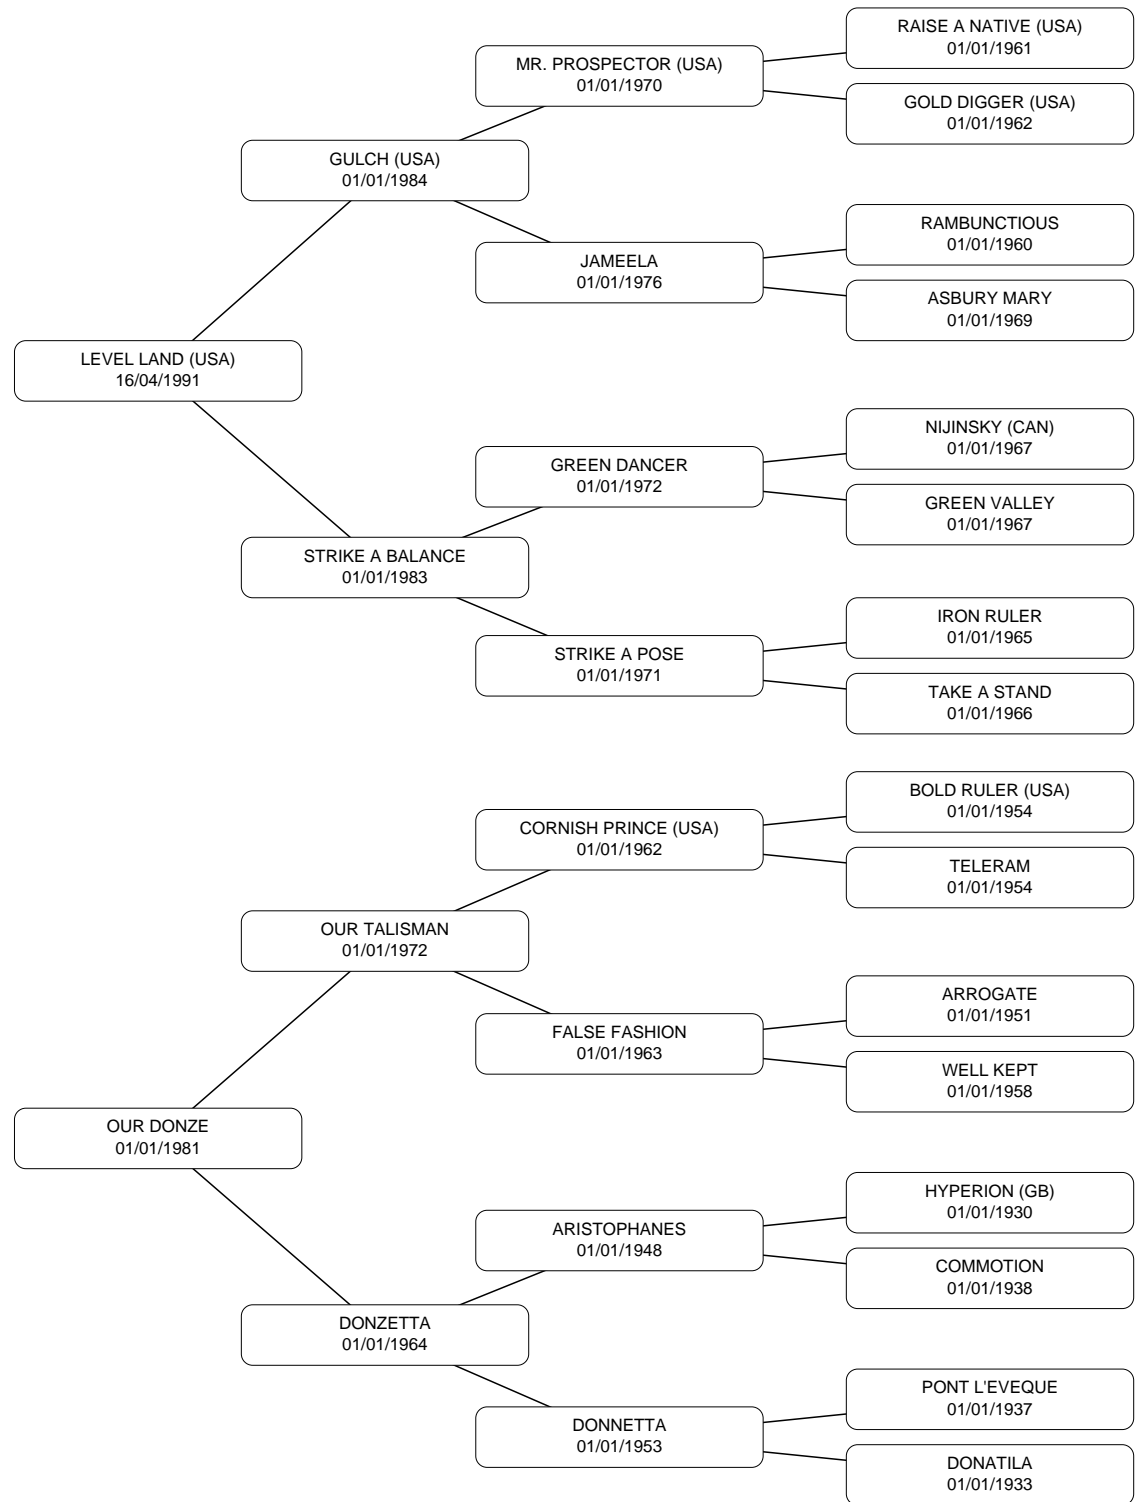 RAISE A NATIVE (USA)
01/01/1961
MR. PROSPECTOR (USA)
01/01/1970
GOLD DIGGER (USA)
01/01/1962
GULCH (USA)
01/01/1984
RAMBUNCTIOUS
01/01/1960
JAMEELA
01/01/1976
ASBURY MARY
01/01/1969
LEVEL LAND (USA)
16/04/1991
NIJINSKY (CAN)
01/01/1967
GREEN DANCER
01/01/1972
GREEN VALLEY
01/01/1967
STRIKE A BALANCE
01/01/1983
IRON RULER
01/01/1965
STRIKE A POSE
01/01/1971
TAKE A STAND
01/01/1966
BOLD RULER (USA)
01/01/1954
CORNISH PRINCE (USA)
01/01/1962
TELERAM
01/01/1954
OUR TALISMAN
01/01/1972
ARROGATE
01/01/1951
FALSE FASHION
01/01/1963
WELL KEPT
01/01/1958
OUR DONZE
01/01/1981
HYPERION (GB)
01/01/1930
ARISTOPHANES
01/01/1948
COMMOTION
01/01/1938
DONZETTA
01/01/1964
PONT L'EVEQUE
01/01/1937
DONNETTA
01/01/1953
DONATILA
01/01/1933